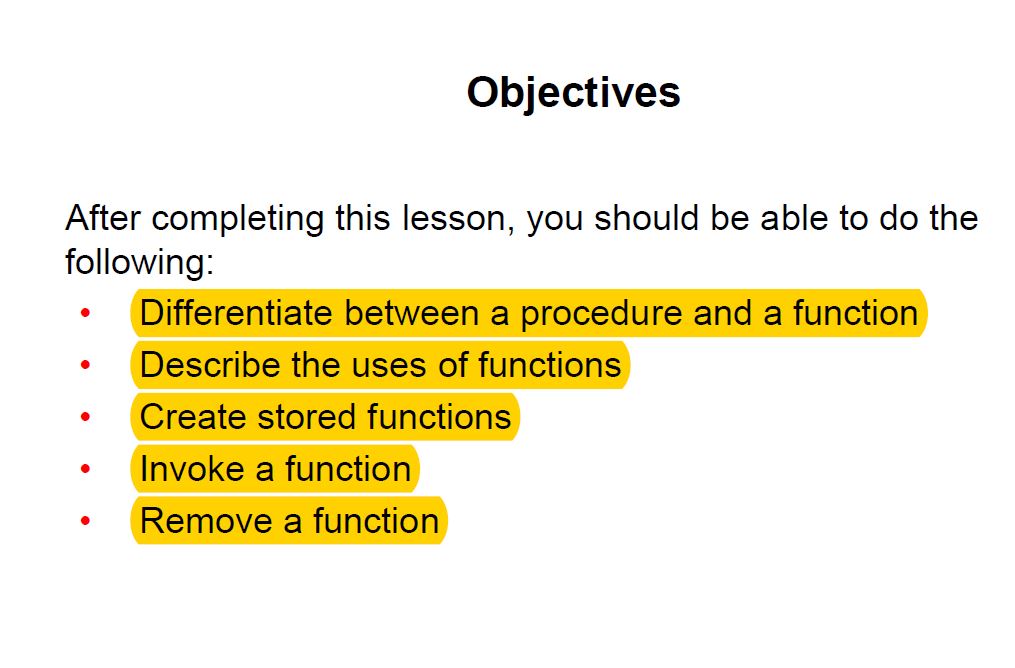 Objectives
After completing this lesson, you should be able to do the
following:
• Differentiate between a procedure and a function
• Describe the uses of functions
• Create stored functions
• Invoke a function
• Remove a function